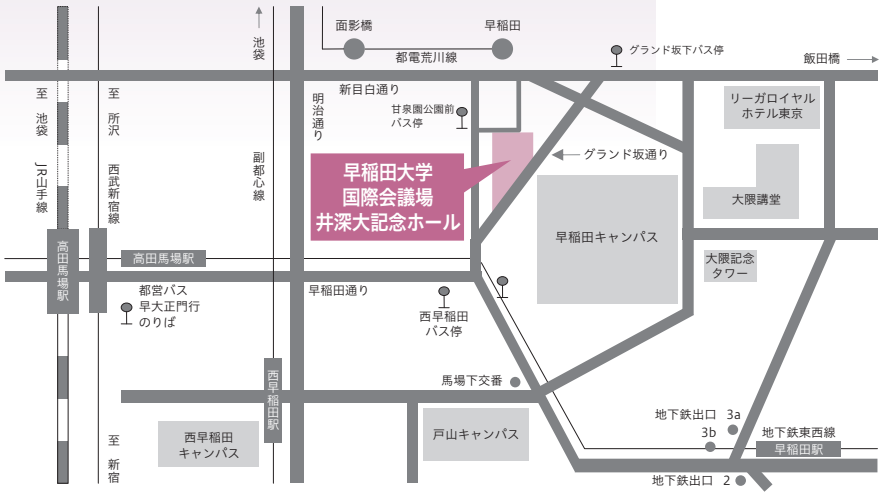 池袋
面影橋
早稲田
都電荒川線
グランド坂下バス停
飯田橋
新目白通り
至 池袋
JR山手線
至 所沢
西武新宿線
副都心線
明治通り
甘泉園公園前
バス停
グランド坂通り
リーガロイヤル
ホテル東京
早稲田大学
国際会議場
井深大記念ホール
大隈講堂
早稲田キャンパス
高田馬場駅
高田馬場駅
大隈記念
タワー
都営バス
早大正門行
のりば
早稲田通り
西早稲田
バス停
馬場下交番
西早稲田駅
西早稲田
キャンパス
戸山キャンパス
地下鉄出口 3a
3b
地下鉄東西線
早稲田駅
地下鉄出口 2
至 新宿